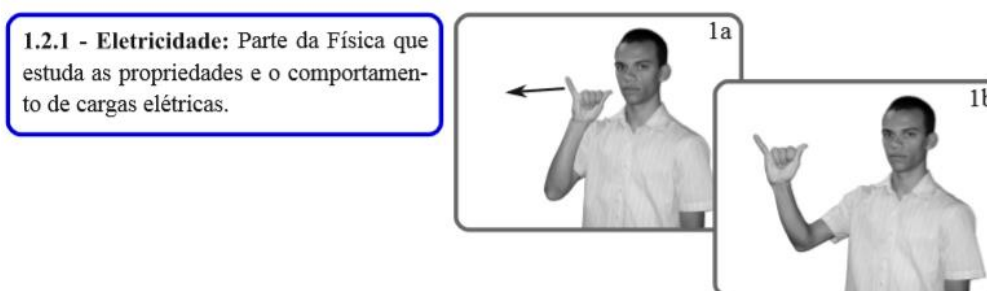 1.2.1 - Eletricidade: Parte da Física que
estuda as propriedades e o comportamen-
to de cargas elétricas.
1a
1b